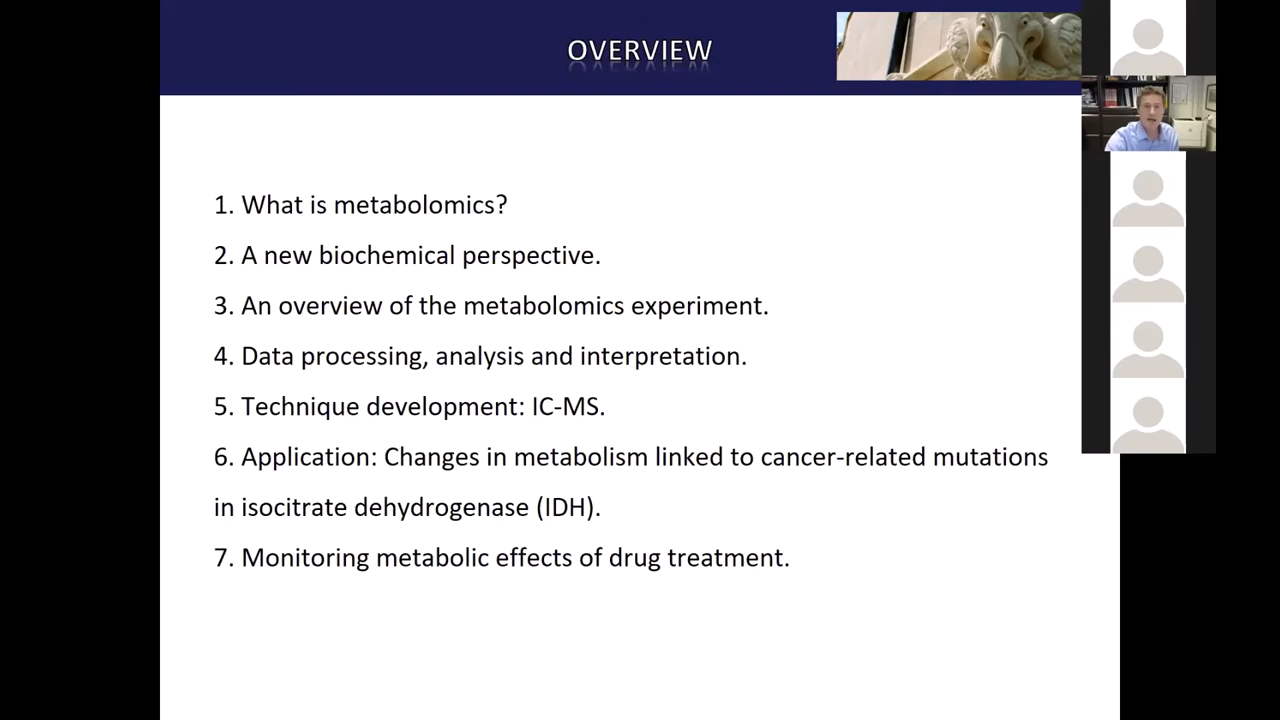 OVERVIEW
1. What is metabolomics?
2. A new biochemical perspective.
3. An overview of the metabolomics experiment.
4. Data processing, analysis and interpretation.
5. Technique development: IC-MS.
6. Application: Changes in metabolism linked to cancer-related mutations
in isocitrate dehydrogenase (IDH).
7. Monitoring metabolic effects of drug treatment.